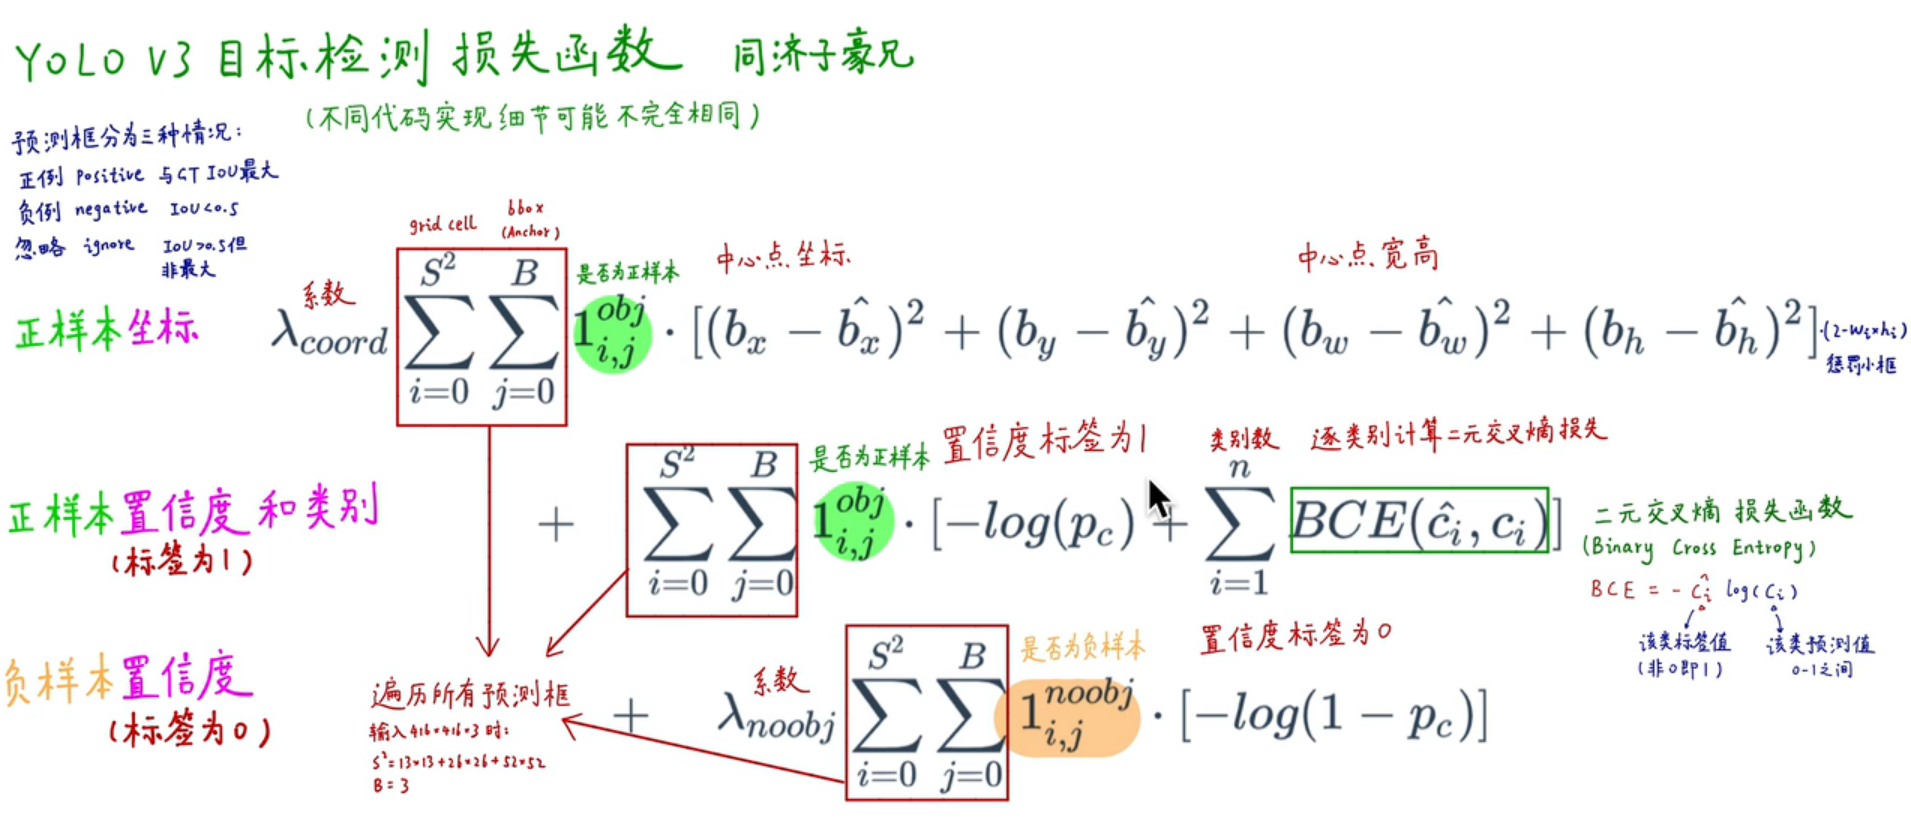 YOLO V3 目标检测 损失函数 同济子豪兄
(不同代码实现细节可能不完全相同)
预测框分为三种情况:
正例 positive 与GT IoU最大
负例 negative IoU<0.5
忽略 ignore IoU>0.5但
非最大
grid cell
bbox
(Anchor)
系数
是否为正样本
中心点坐标
中心点宽高
正样本坐标
λ_{coord} \sum_{i=0}^{S^2} \sum_{j=0}^{B} 1_{i,j}^{obj} · [(b_x − \hat{b_x})^2 + (b_y − \hat{b_y})^2 + (b_w − \hat{b_w})^2 + (b_h − \hat{b_h})^2] ·(2-w_i×h_i)
惩罚小框
是否为正样本
置信度标签为1
类别数
逐类别计算二元交叉熵损失
正样本置信度和类别
(标签为1)
+ \sum_{i=0}^{S^2} \sum_{j=0}^{B} 1_{i,j}^{obj} · [−log(p_c) + \sum_{i=1}^{n} BCE(\hat{c}_i, c_i)]
二元交叉熵 损失函数
(Binary Cross Entropy)
BCE = - \hat{c_i} log(c_i)
该类标签值
(非0即1)
该类预测值
0-1之间
负样本置信度
(标签为0)
系数
是否为负样本
置信度标签为0
+ λ_{noobj} \sum_{i=0}^{S^2} \sum_{j=0}^{B} 1_{i,j}^{noobj} · [−log(1 − p_c)]
遍历所有预测框
输入416×416×3时:
S^2=13×13+26×26+52×52
B=3